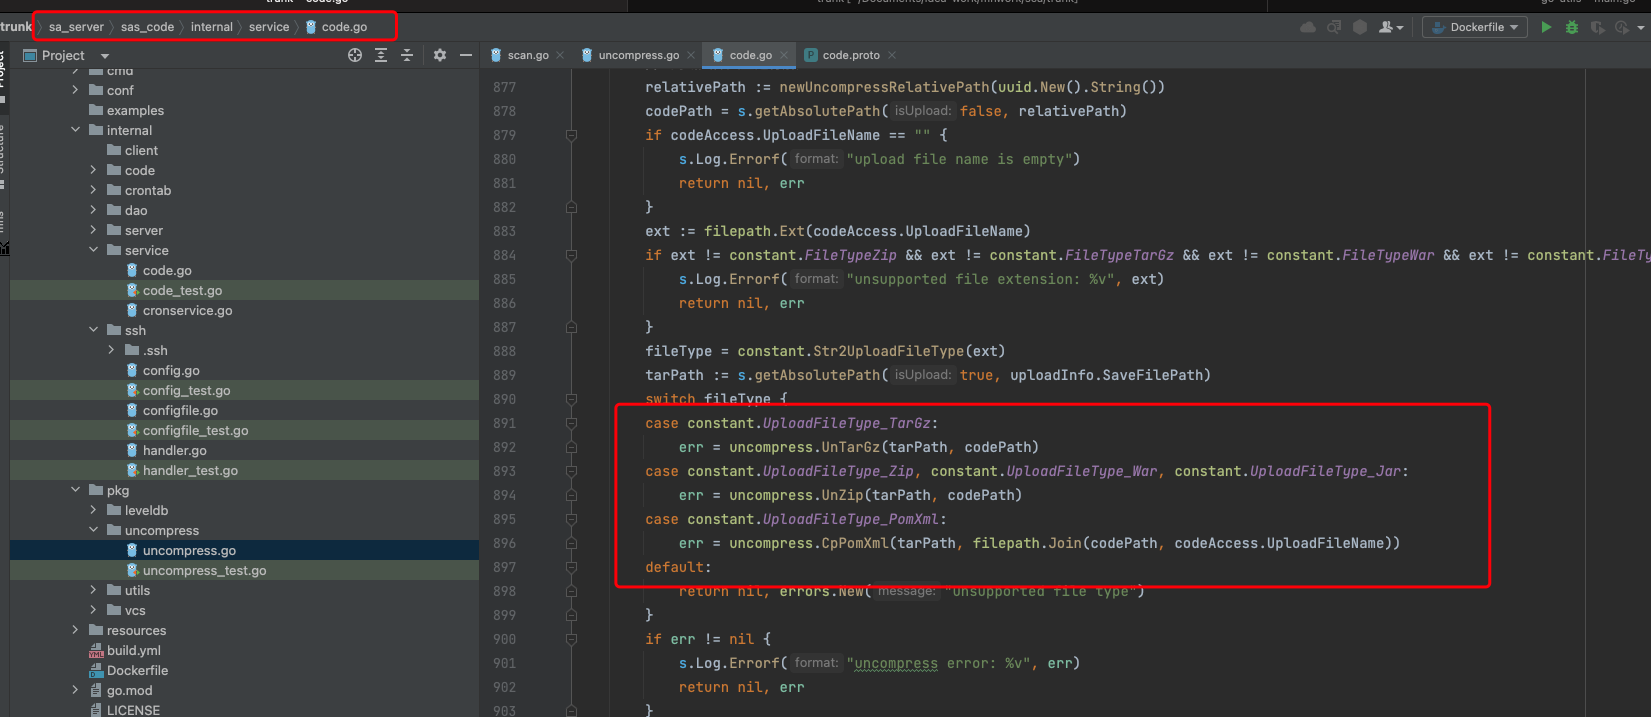 trunk sa_server sas_code internal service code.go
Dockerfile
Project
scan.go uncompress.go code.go code.proto
cmd
conf
examples
internal
client
code
crontab
dao
server
service
code.go
code_test.go
cronservice.go
ssh
.ssh
config.go
config_test.go
configfile.go
configfile_test.go
handler.go
handler_test.go
pkg
leveldb
uncompress
uncompress.go
uncompress_test.go
utils
vcs
resources
build.yml
Dockerfile
go.mod
LICENSE
877 relativePath := newUncompressRelativePath(uuid.New().String())
878 codePath = s.getAbsolutePath( isUpload: false, relativePath)
879 if codeAccess.UploadFileName == "" {
880 s.Log.Errorf( format: "upload file name is empty")
881 return nil, err
882 }
883 ext := filepath.Ext(codeAccess.UploadFileName)
884 if ext != constant.FileTypeZip && ext != constant.FileTypeTarGz && ext != constant.FileTypeWar && ext != constant.FileTy
885 s.Log.Errorf( format: "unsupported file extension: %v", ext)
886 return nil, err
887 }
888 fileType = constant.Str2UploadFileType(ext)
889 tarPath := s.getAbsolutePath( isUpload: true, uploadInfo.SaveFilePath)
890 switch fileType {
891 case constant.UploadFileType_TarGz:
892 err = uncompress.UnTarGz(tarPath, codePath)
893 case constant.UploadFileType_Zip, constant.UploadFileType_War, constant.UploadFileType_Jar:
894 err = uncompress.UnZip(tarPath, codePath)
895 case constant.UploadFileType_PomXml:
896 err = uncompress.CpPomXml(tarPath, filepath.Join(codePath, codeAccess.UploadFileName))
897 default:
898 return nil, errors.New( message: "unsupported file type")
899 }
900 if err != nil {
901 s.Log.Errorf( format: "uncompress error: %v", err)
902 return nil, err
903 }